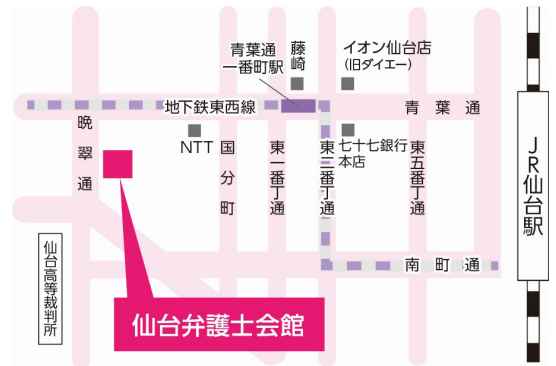 青葉通
一番町駅
藤崎
イオン仙台店
(旧ダイエー)
地下鉄東西線
青葉通
晩翠通
NTT
国分町
東一番丁通
東二番丁通
七十七銀行
本店
東五番丁通
JR仙台駅
仙台高等裁判所
南町通
仙台弁護士会館